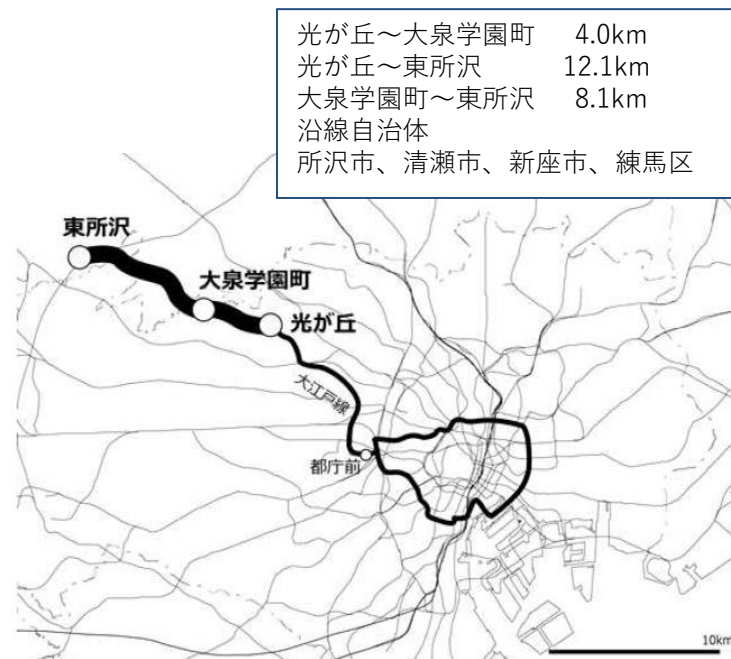 光が丘～大泉学園町 4.0km
光が丘～東所沢 12.1km
大泉学園町～東所沢 8.1km
沿線自治体
所沢市、清瀬市、新座市、練馬区
東所沢
大泉学園町
光が丘
大江戸線
都庁前
10km